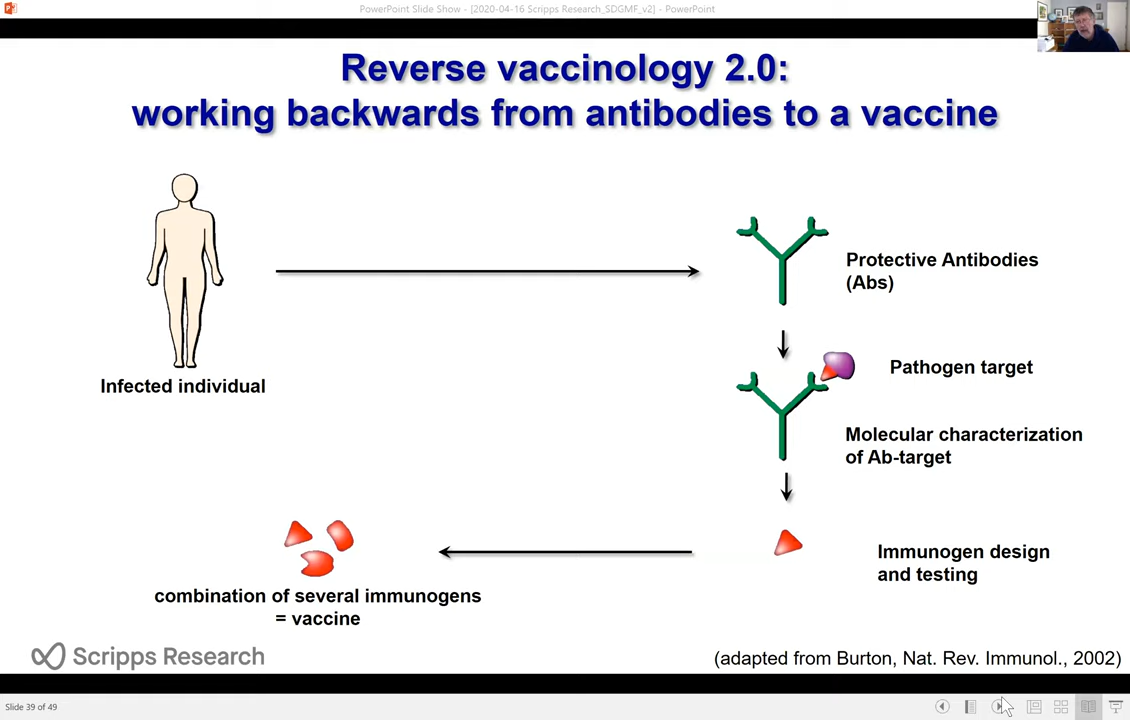 PowerPoint Slide Show - [2020-04-16 Scripps Research_SDGMF_v2] - PowerPoint
Reverse vaccinology 2.0:
working backwards from antibodies to a vaccine
Protective Antibodies
(Abs)
Infected individual
Pathogen target
Molecular characterization
of Ab-target
Immunogen design
and testing
combination of several immunogens
= vaccine
Scripps Research
(adapted from Burton, Nat. Rev. Immunol., 2002)
Slide 39 of 49